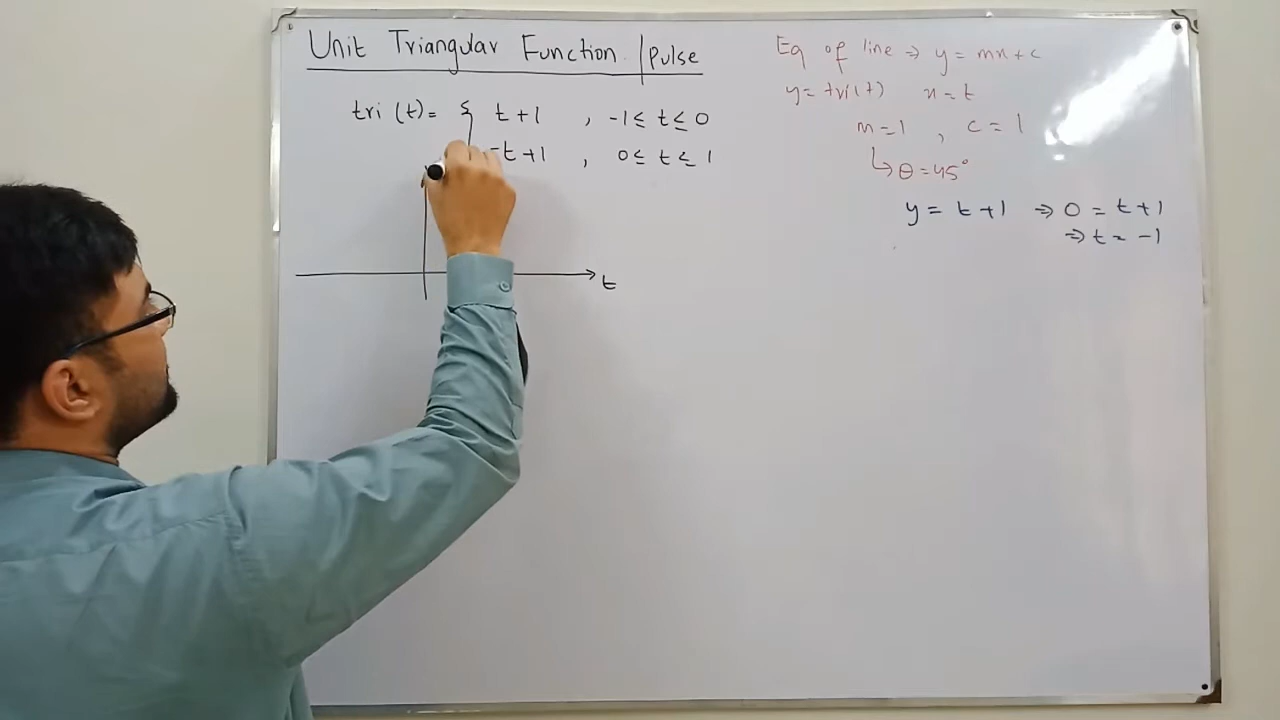 Unit Triangular Function / Pulse
tri (t) = { t+1 , -1 ≤ t ≤ 0
-t+1 , 0 ≤ t ≤ 1
t
Eq of line → y = mx + c
y = tri(t) x = t
m = 1 , c = 1
↳ θ = 45°
y = t + 1 ⇒ 0 = t + 1
⇒ t = -1